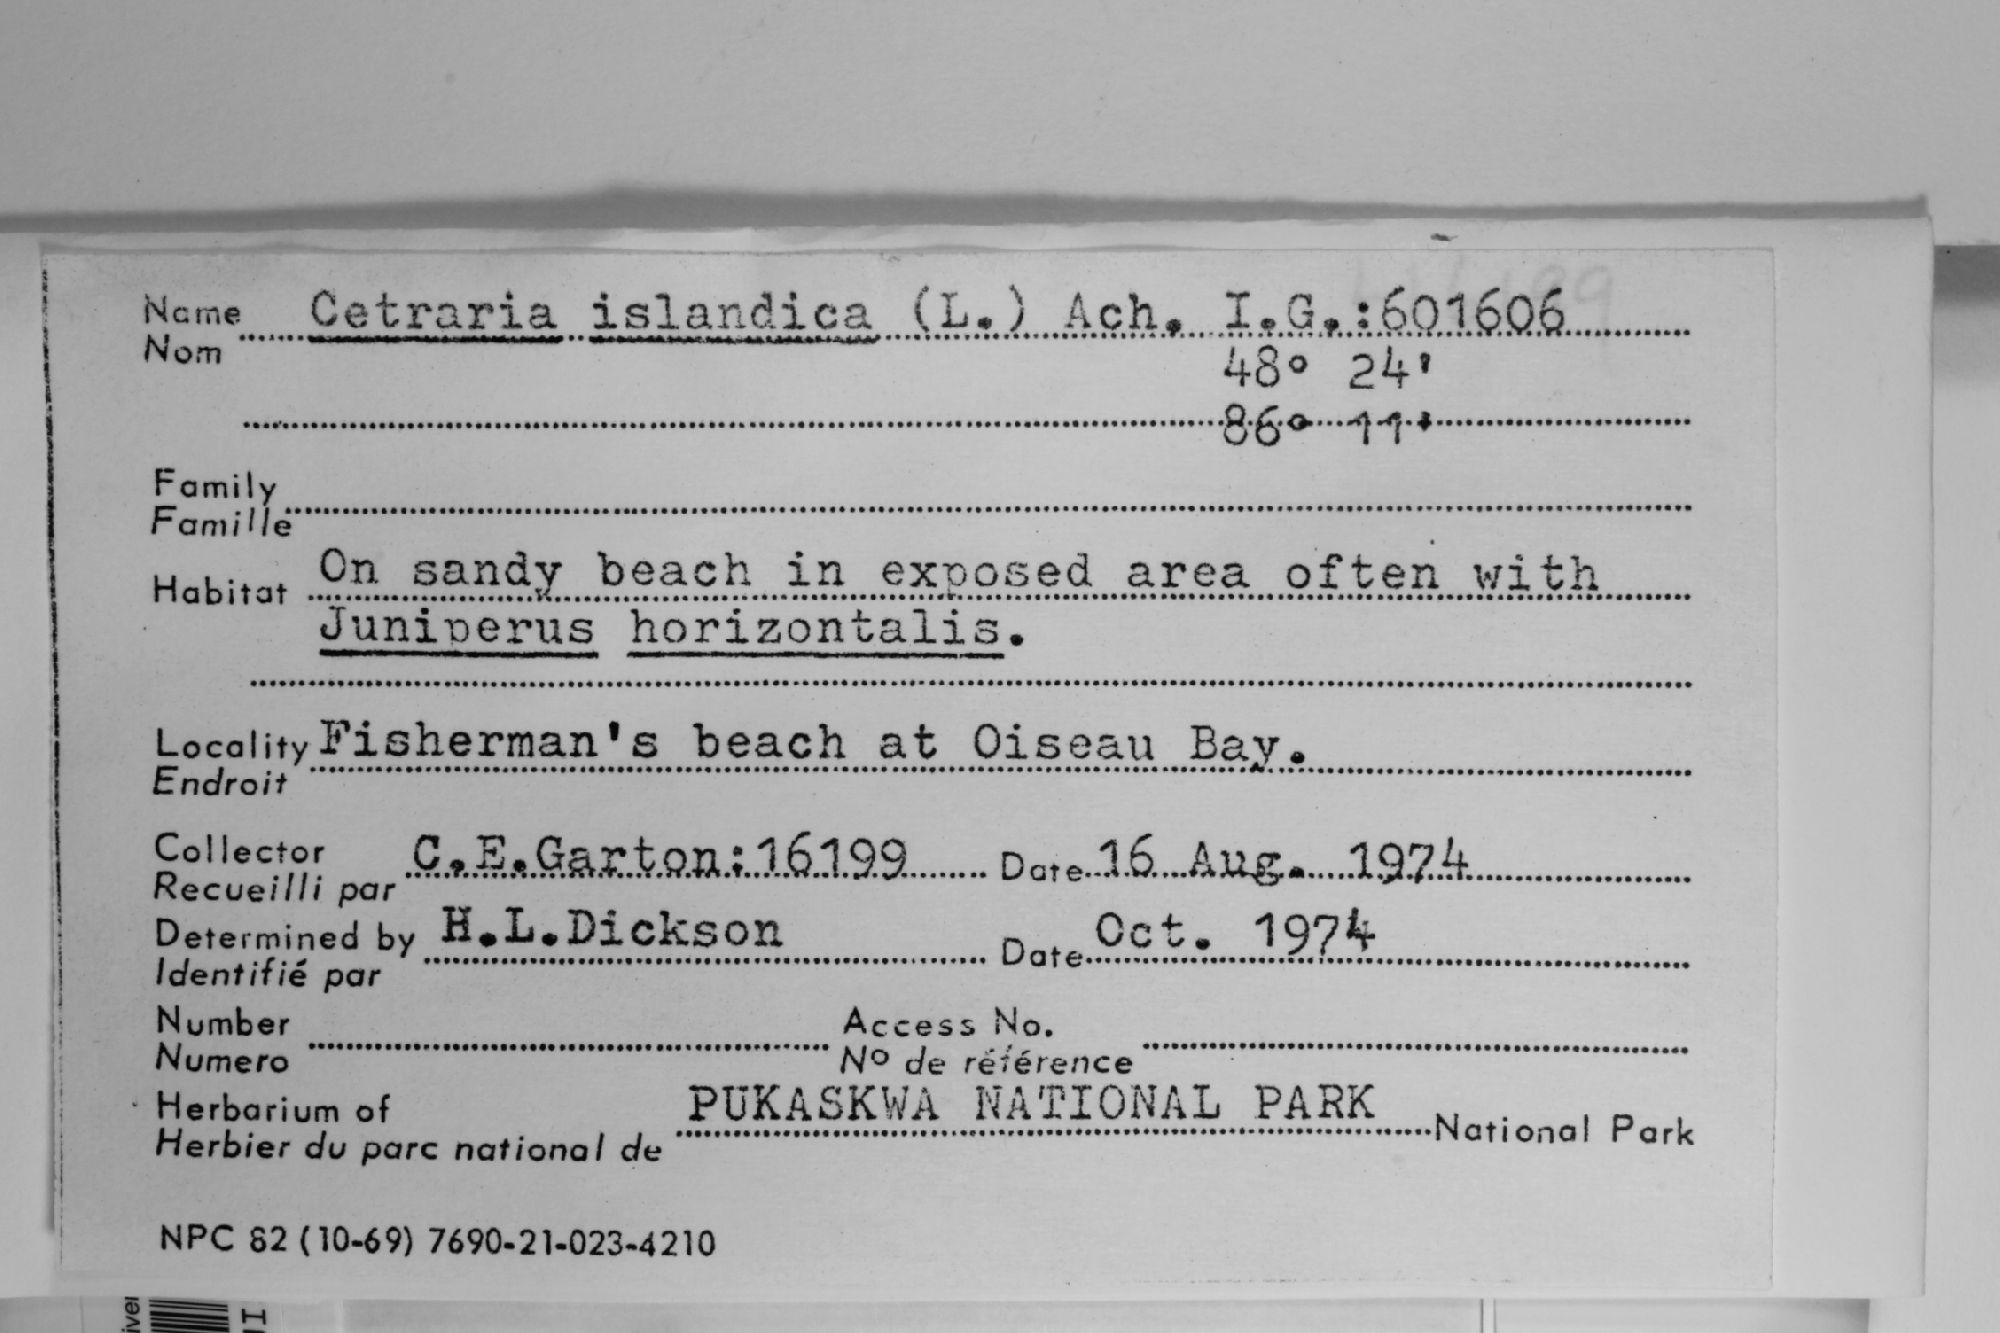 Name Cetraria islandica (L.) Ach. I.G.:601606
Nom
48° 24'
86° 11'
Family
Famille
Habitat On sandy beach in exposed area often with
Juniperus horizontalis.
Locality Fisherman's beach at Oiseau Bay.
Endroit
Collector C.E.Garton:16199 Date 16 Aug. 1974
Recueilli par
Determined by H.L.Dickson Date Oct. 1974
Identifié par
Number Access No.
Numero Nº de référence
Herbarium of PUKASKWA NATIONAL PARK National Park
Herbier du parc national de
NPC 82 (10-69) 7690-21-023-4210